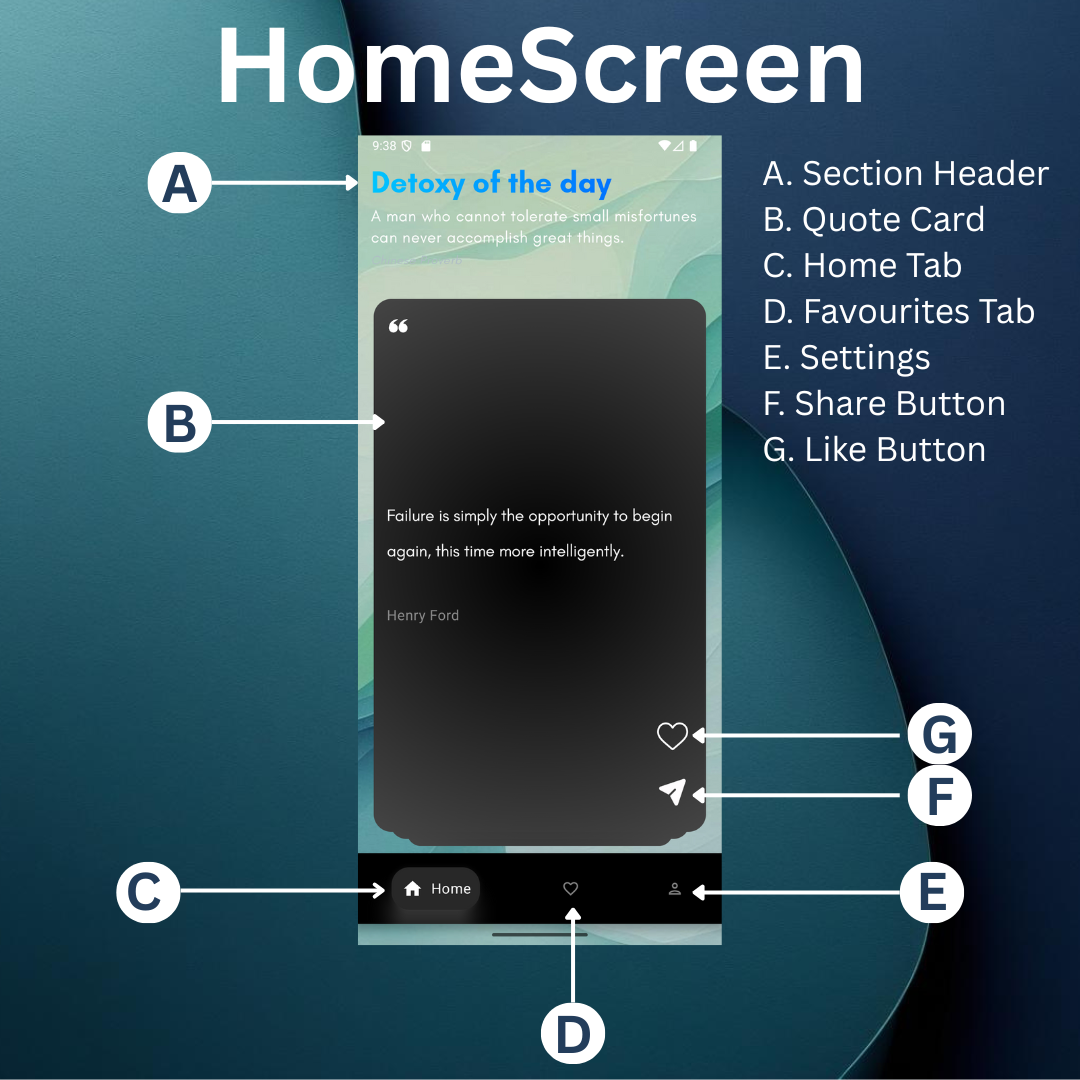 HomeScreen
9:38
A
Detoxy of the day
A man who cannot tolerate small misfortunes
can never accomplish great things.
A. Section Header
B. Quote Card
C. Home Tab
D. Favourites Tab
E. Settings
F. Share Button
G. Like Button
B
“
Failure is simply the opportunity to begin
again, this time more intelligently.
Henry Ford
G
F
C
Home
E
D